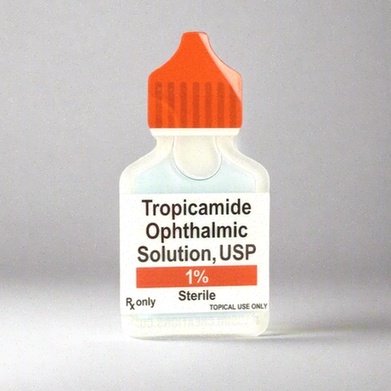 Tropicamide
Ophthalmic
Solution, USP
1%
Sterile
Rx only
TOPICAL USE ONLY